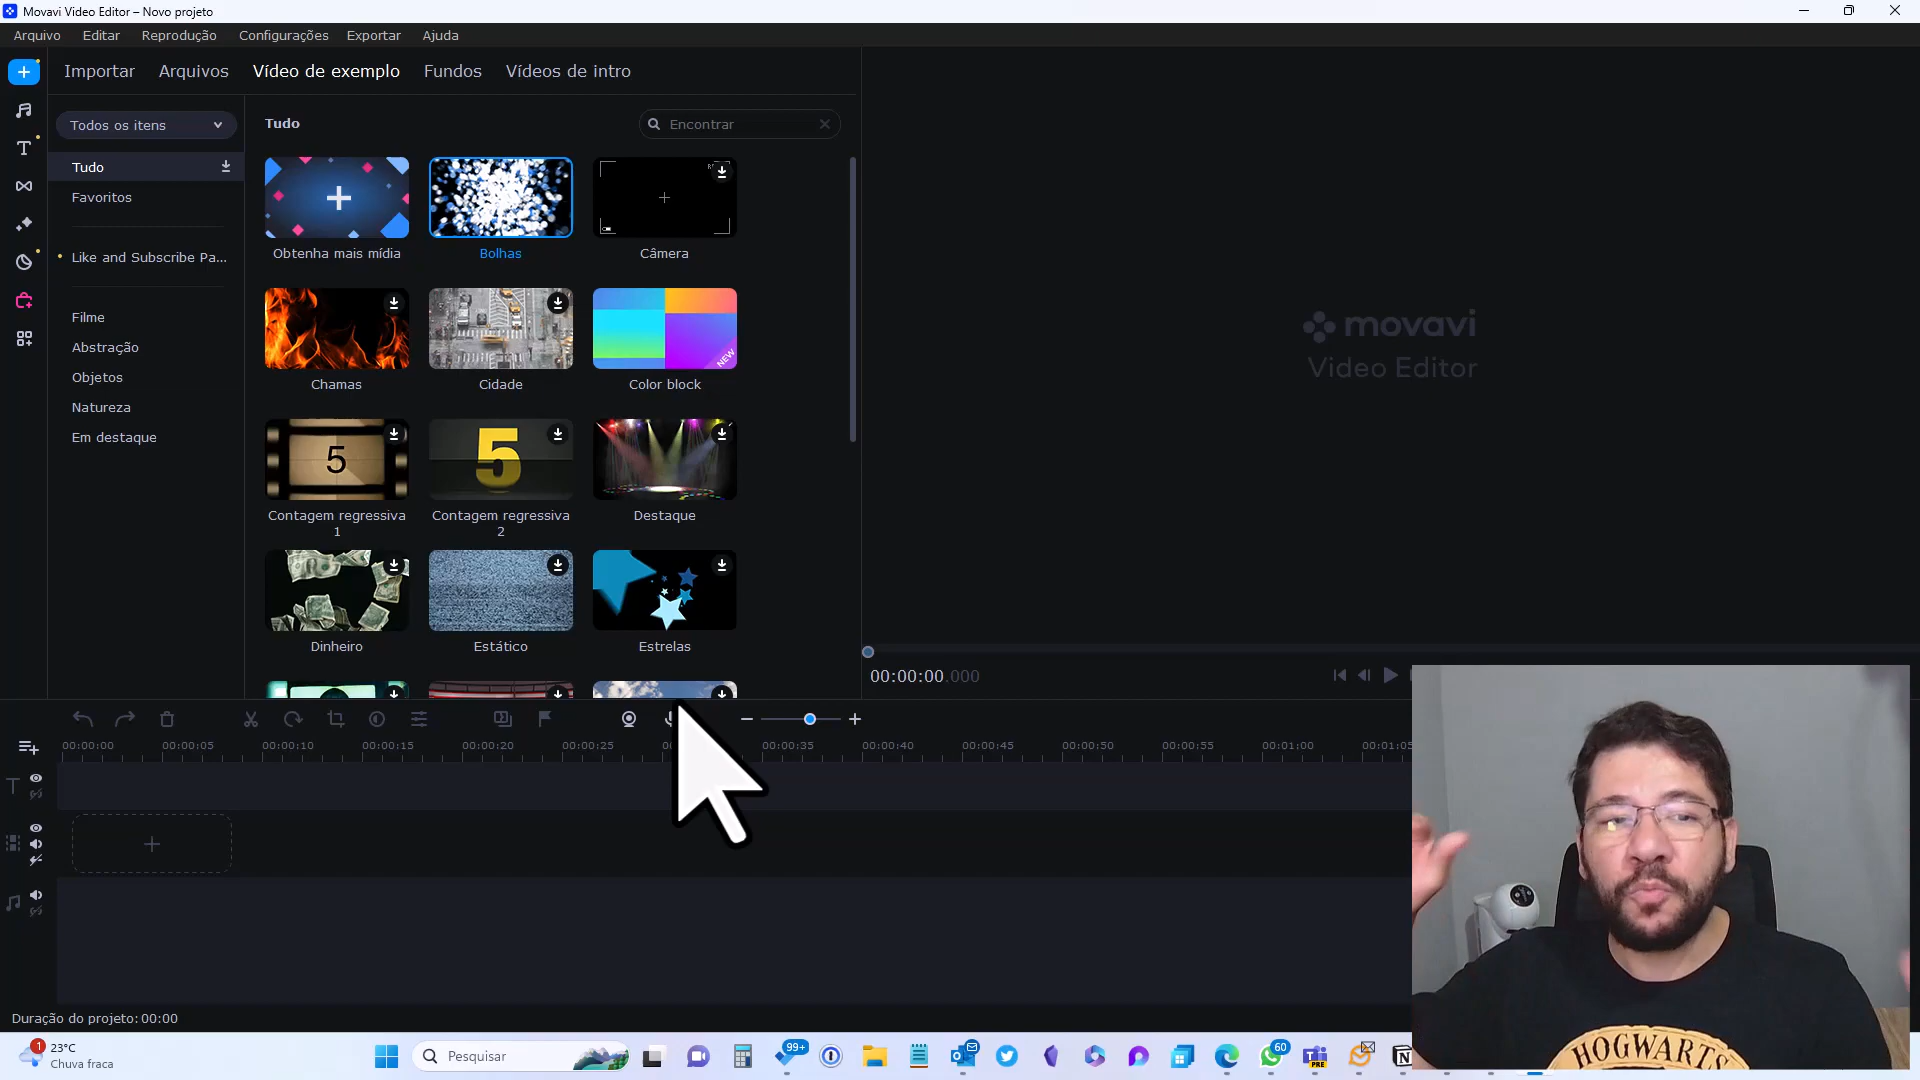 Movavi Video Editor – Novo projeto
Arquivo Editar Reprodução Configurações Exportar Ajuda
Importar Arquivos Vídeo de exemplo Fundos Vídeos de intro
Todos os itens
Tudo
Favoritos
Like and Subscribe Pa...
Filme
Abstração
Objetos
Natureza
Em destaque
Tudo
Encontrar
Obtenha mais mídia
Bolhas
Câmera
NEW
Chamas
Cidade
Color block
5
5
Contagem regressiva
1
Contagem regressiva
2
Destaque
Dinheiro
Estático
Estrelas
movavi
Video Editor
00:00:00.000
00:00:00 00:00:05 00:00:10 00:00:15 00:00:20 00:00:25 00:00:35 00:00:40 00:00:45 00:00:50 00:00:55 00:01:00 00:01:05
T
Duração do projeto: 00:00
HOGWARTS
1
23°C
Chuva fraca
Pesquisar
99+
60
PRE